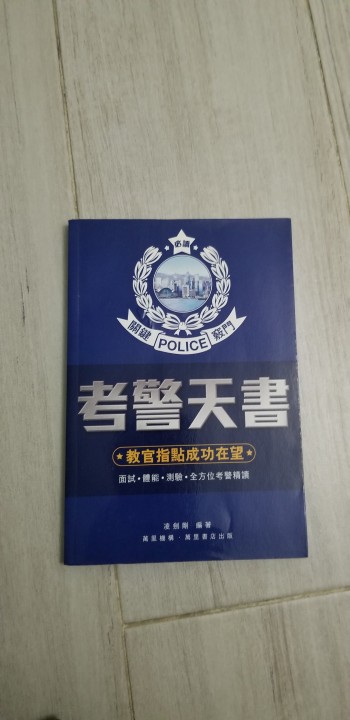 必讀
關鍵 POLICE 竅門
考警天書
★教官指點成功在望★
面試•體能•測驗•全方位考警精讀
凌劍剛 編著
萬里機構•萬里書店出版